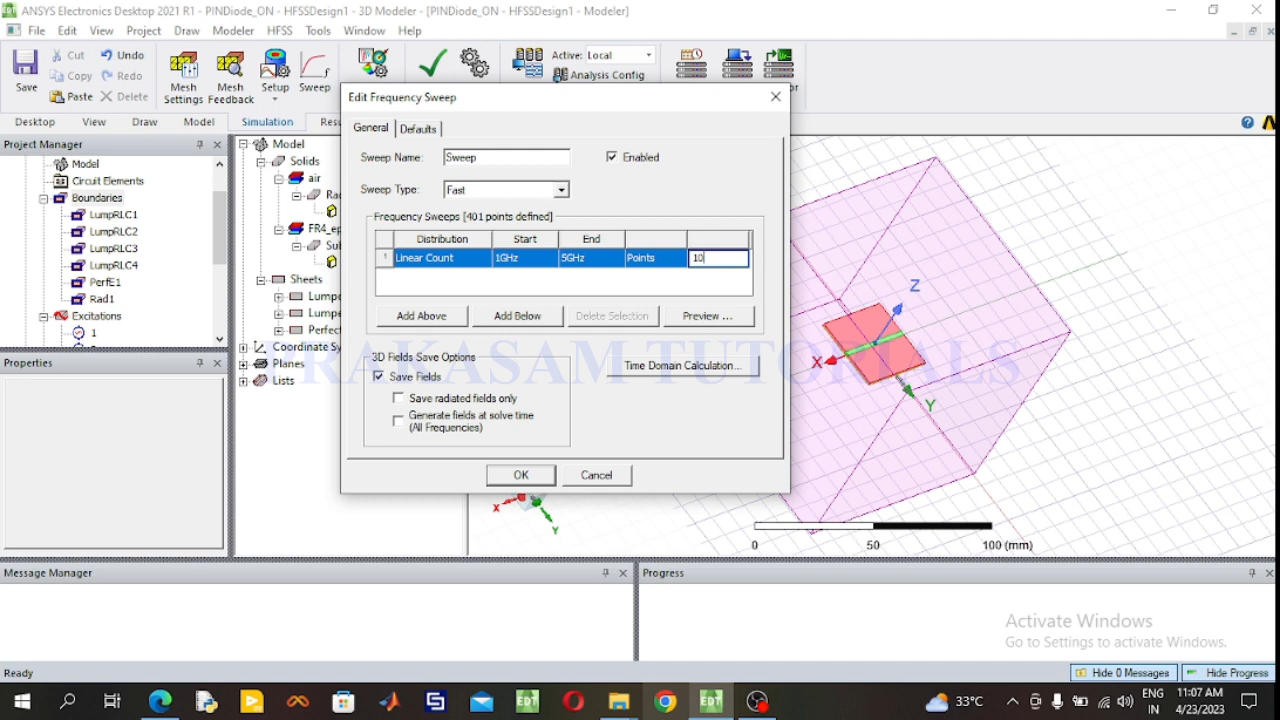 ANSYS Electronics Desktop 2021 R1 - PINDiode_ON - HFSSDesign1 - 3D Modeler - [PINDiode_ON - HFSSDesign1 - Modeler]
File Edit View Project Draw Modeler HFSS Tools Window Help
Save Cut Copy Paste Undo Redo Delete
Mesh Settings
Mesh Feedback
Setup
Sweep
Active: Local
Analysis Config
Desktop View Draw Model Simulation
Project Manager
Model
Circuit Elements
Boundaries
LumpRLC1
LumpRLC2
LumpRLC3
LumpRLC4
PerfE1
Rad1
Excitations
1
Properties
Model
Solids
air
Sheets
Planes
Lists
Edit Frequency Sweep
General Defaults
Sweep Name: Sweep
Enabled
Sweep Type: Fast
Frequency Sweeps [401 points defined]
Distribution Start End
1 Linear Count 1GHz 5GHz Points 10
Add Above Add Below Delete Selection Preview ...
3D Fields Save Options
Save Fields
Save radiated fields only
Generate fields at solve time
(All Frequencies)
Time Domain Calculation...
OK Cancel
PRAKASAM TUTORIALS
Z
X
Y
X
Y
0 50 100 (mm)
Message Manager
Progress
Activate Windows
Go to Settings to activate Windows.
Ready
Hide 0 Messages Hide Progress
33°C
ENG
IN
11:07 AM
4/23/2023